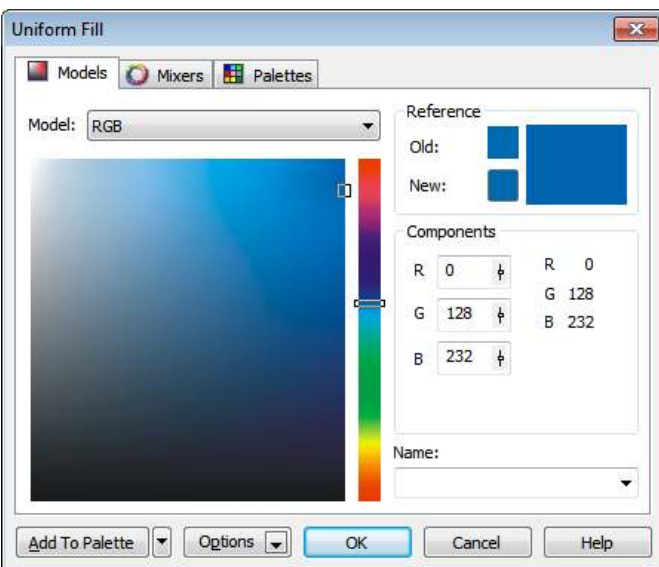 Uniform Fill
Models Mixers Palettes
Model: RGB
Reference
Old:
New:
Components
R 0 R 0
G 128 G 128
B 232 B 232
Name:
Add To Palette Options OK Cancel Help